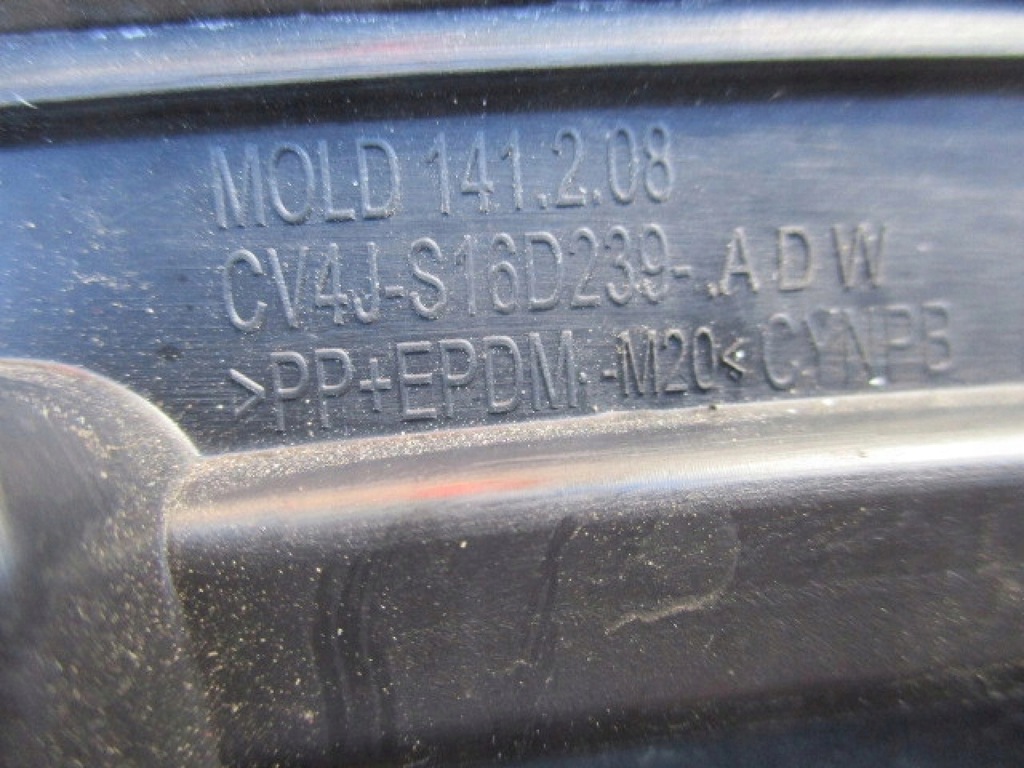 MOLD 141.2.08
CV4J-S16D239-.ADW
>PP+EPDM-M20< CYNPB